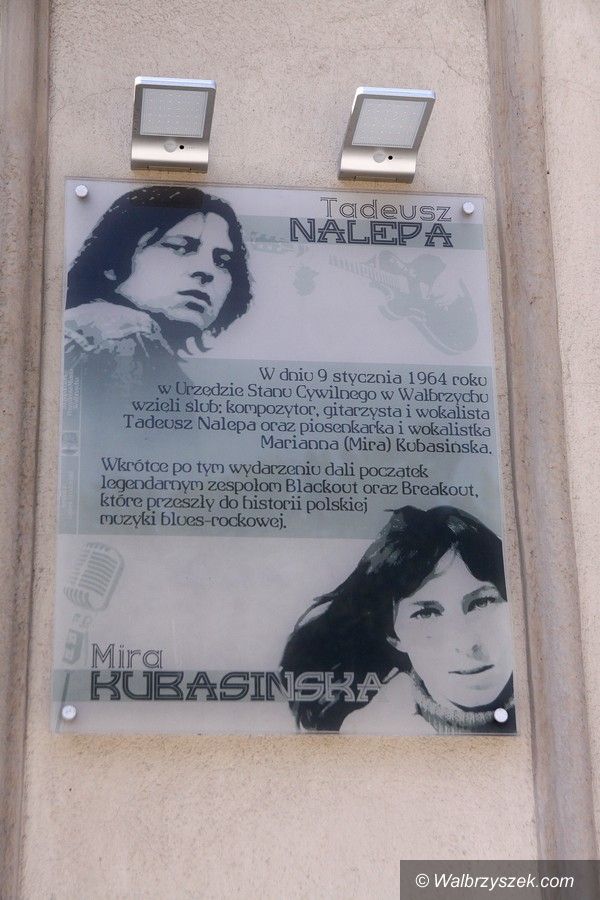 Tadeusz
NALEPA
W dniu 9 stycznia 1964 roku
w Urzędzie Stanu Cywilnego w Wałbrzychu
wzięli ślub: kompozytor, gitarzysta i wokalista
Tadeusz Nalepa oraz piosenkarka i wokalistka
Marianna (Mira) Kubasińska.
Wkrótce po tym wydarzeniu dali początek
legendarnym zespołom Blackout oraz Breakout,
które przeszły do historii polskiej
muzyki blues-rockowej.
Mira
KUBASIŃSKA
© Walbrzyszek.com